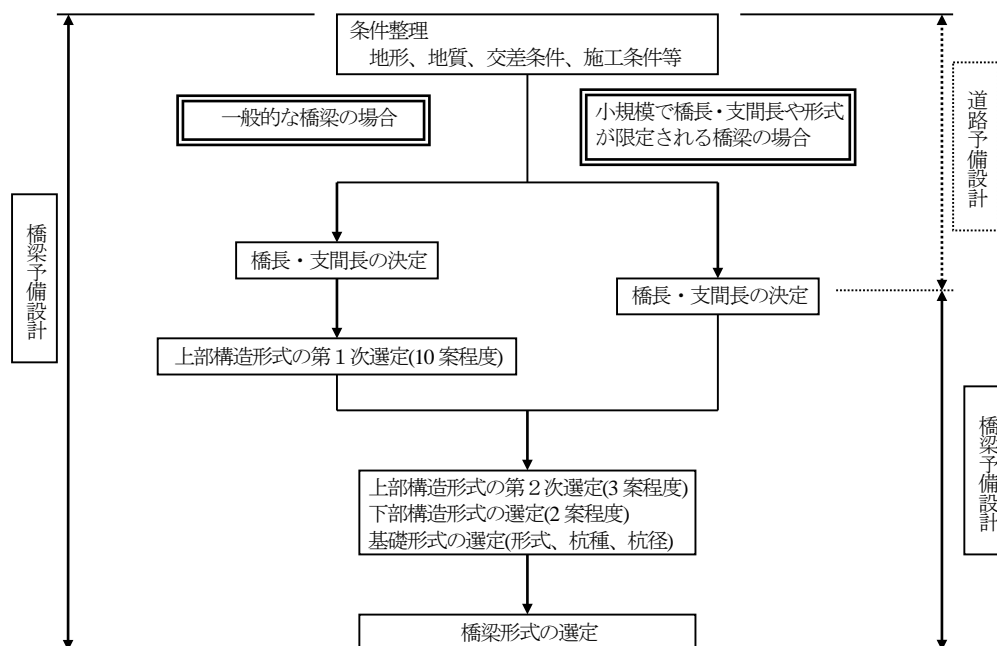 条件整理
地形、地質、交差条件、施工条件等
一般的な橋梁の場合
小規模で橋長・支間長や形式
が限定される橋梁の場合
道路予備設計
橋梁予備設計
橋長・支間長の決定
橋長・支間長の決定
上部構造形式の第１次選定(10 案程度)
橋梁予備設計
上部構造形式の第２次選定(3 案程度)
下部構造形式の選定(2 案程度)
基礎形式の選定(形式、杭種、杭径)
橋梁形式の選定